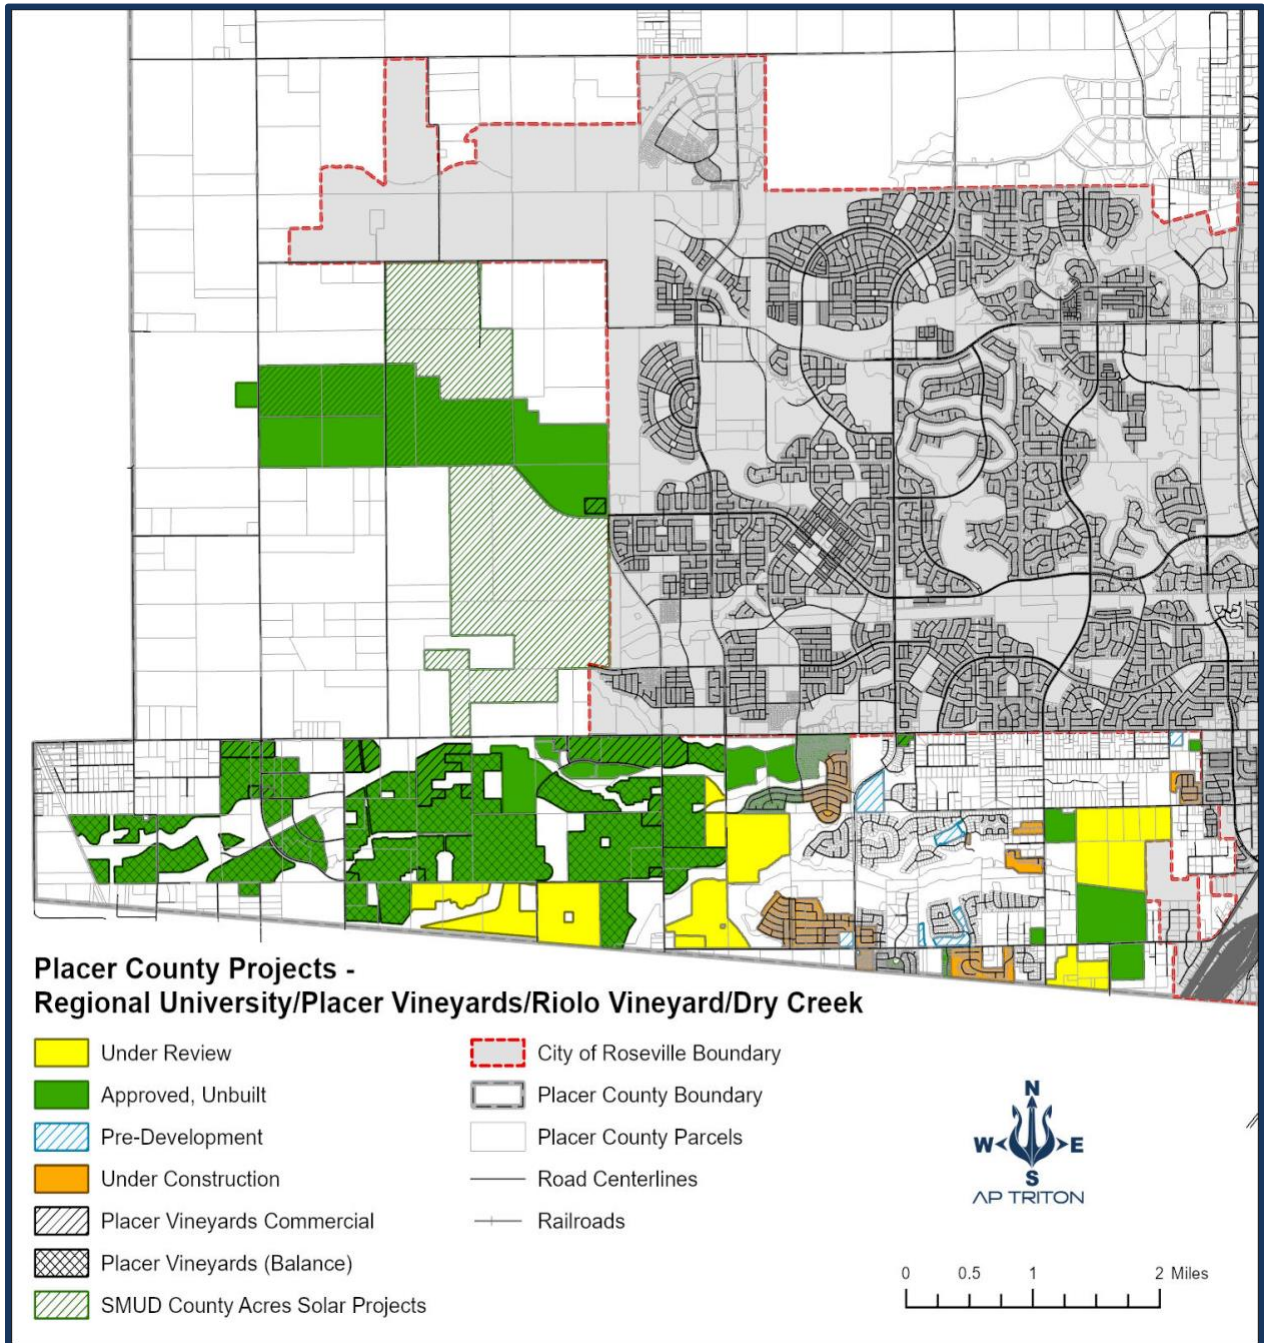 Placer County Projects -
Regional University/Placer Vineyards/Riolo Vineyard/Dry Creek
Under Review
Approved, Unbuilt
Pre-Development
Under Construction
Placer Vineyards Commercial
Placer Vineyards (Balance)
SMUD County Acres Solar Projects
City of Roseville Boundary
Placer County Boundary
Placer County Parcels
Road Centerlines
Railroads
N
W E
S
AP TRITON
0 0.5 1 2 Miles